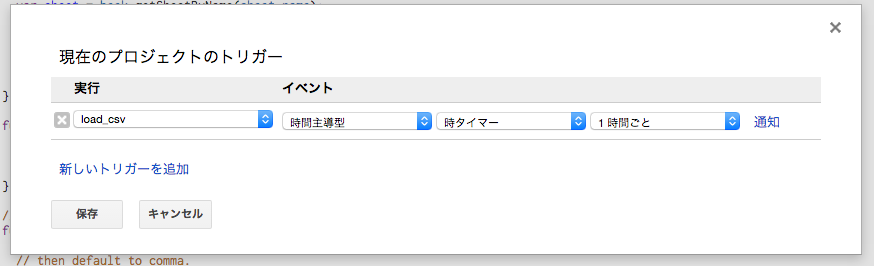 var sheet = book.getSheetByName(sheet_name);
現在のプロジェクトのトリガー
実行 イベント
}
load_csv 時間主導型 時タイマー 1 時間ごと 通知
f
新しいトリガーを追加
}
保存 キャンセル
/
f
// then default to comma.